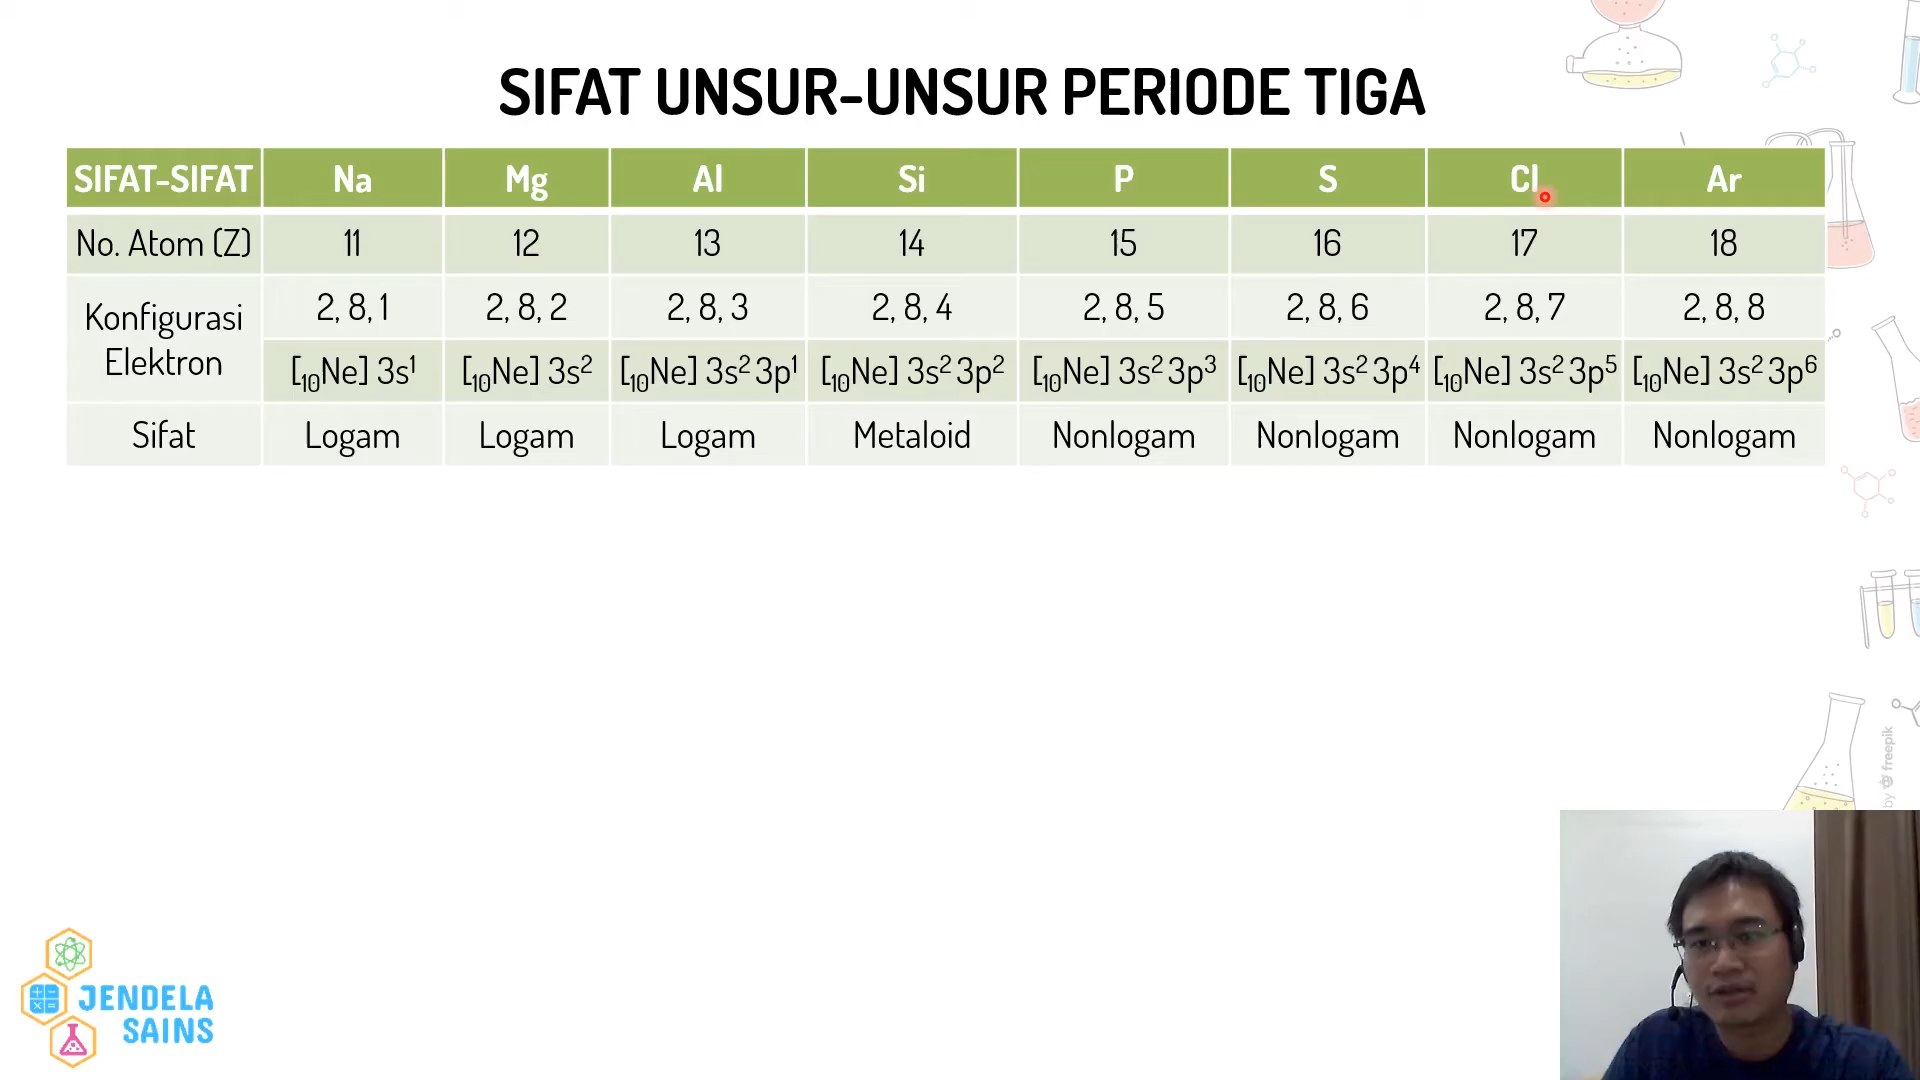 SIFAT UNSUR-UNSUR PERIODE TIGA
SIFAT-SIFAT Na Mg Al Si P S Cl Ar
No. Atom (Z) 11 12 13 14 15 16 17 18
Konfigurasi Elektron 2, 8, 1 2, 8, 2 2, 8, 3 2, 8, 4 2, 8, 5 2, 8, 6 2, 8, 7 2, 8, 8
[₁₀Ne] 3s¹ [₁₀Ne] 3s² [₁₀Ne] 3s² 3p¹ [₁₀Ne] 3s² 3p² [₁₀Ne] 3s² 3p³ [₁₀Ne] 3s² 3p⁴ [₁₀Ne] 3s² 3p⁵ [₁₀Ne] 3s² 3p⁶
Sifat Logam Logam Logam Metaloid Nonlogam Nonlogam Nonlogam Nonlogam
by freepik
JENDELA
SAINS